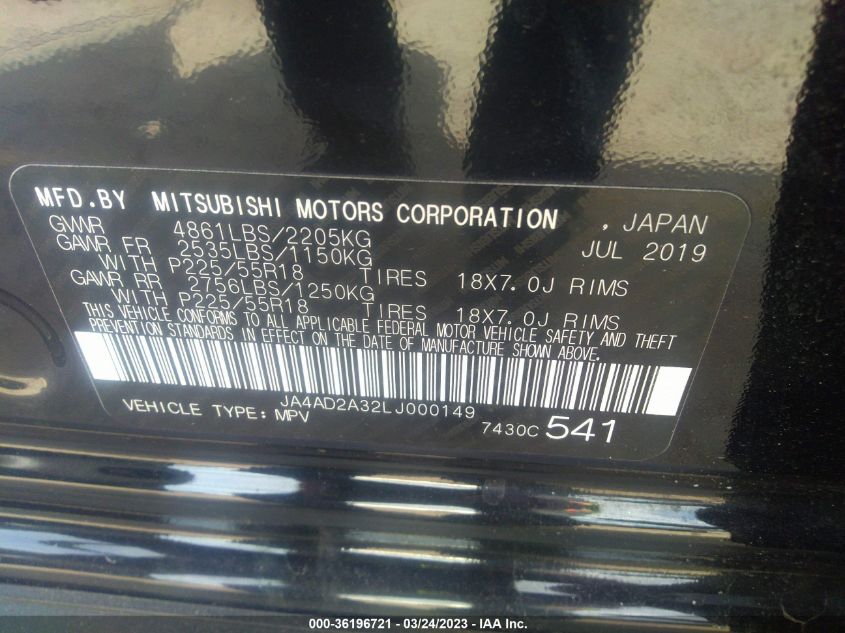 MFD.BY MITSUBISHI MOTORS CORPORATION , JAPAN
GVWR 4861LBS/2205KG JUL 2019
GAWR FR 2535LBS/1150KG
WITH P225/55R18 TIRES 18X7.0J RIMS
GAWR RR 2756LBS/1250KG
WITH P225/55R18 TIRES 18X7.0J RIMS
THIS VEHICLE CONFORMS TO ALL APPLICABLE FEDERAL MOTOR VEHICLE SAFETY AND THEFT
PREVENTION STANDARDS IN EFFECT ON THE DATE OF MANUFACTURE SHOWN ABOVE.
JA4AD2A32LJ000149
VEHICLE TYPE: MPV 7430C 541
000-36196721 - 03/24/2023 - IAA Inc.